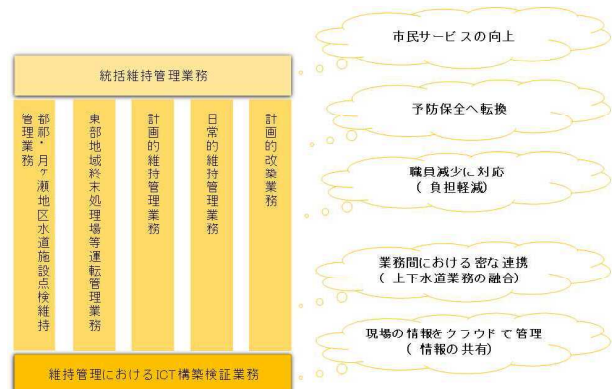 統括維持管理業務
都祁・月ヶ瀬地区水道施設点検維持
管理業務
東部地域終末処理場等運転管理業務
計画的維持管理業務
日常的維持管理業務
計画的改築業務
維持管理におけるICT構築検証業務
市民サービスの向上
予防保全へ転換
職員減少に対応
(負担軽減)
業務間における密な連携
(上下水道業務の融合)
現場の情報をクラウドで管理
(情報の共有)